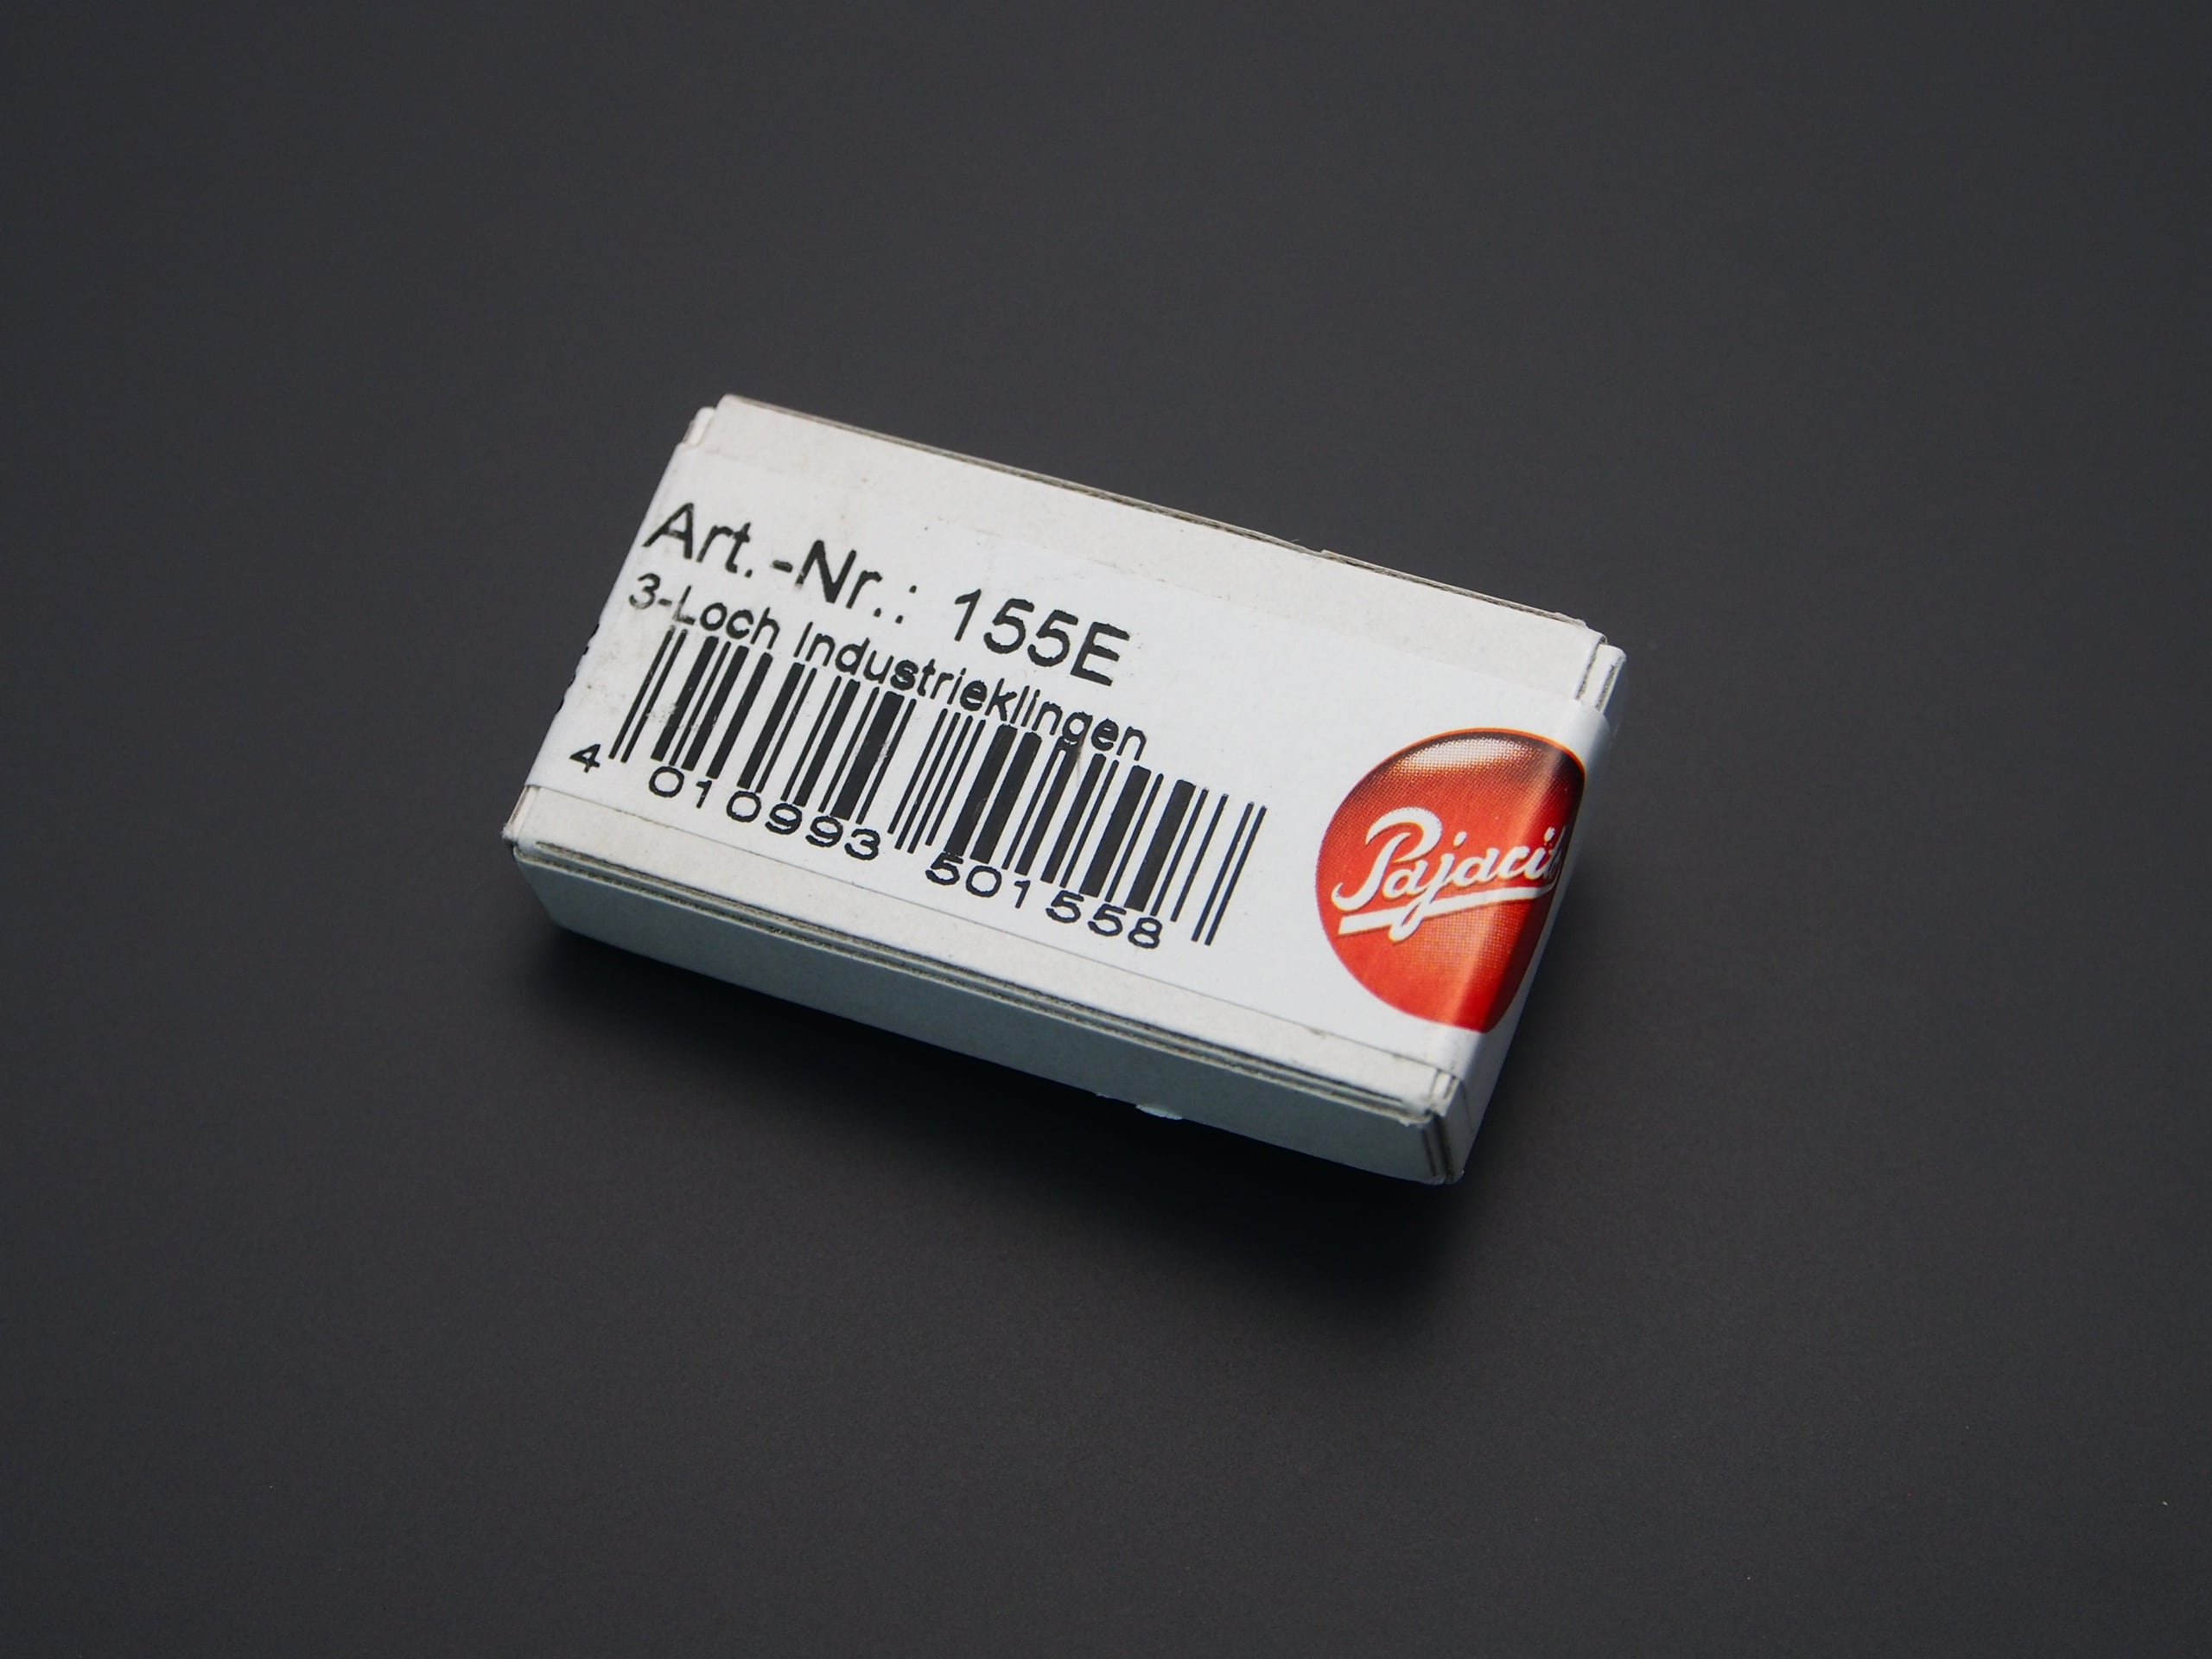 Art.-Nr.: 155E
3-Loch Industrieklingen
4 010993 501558